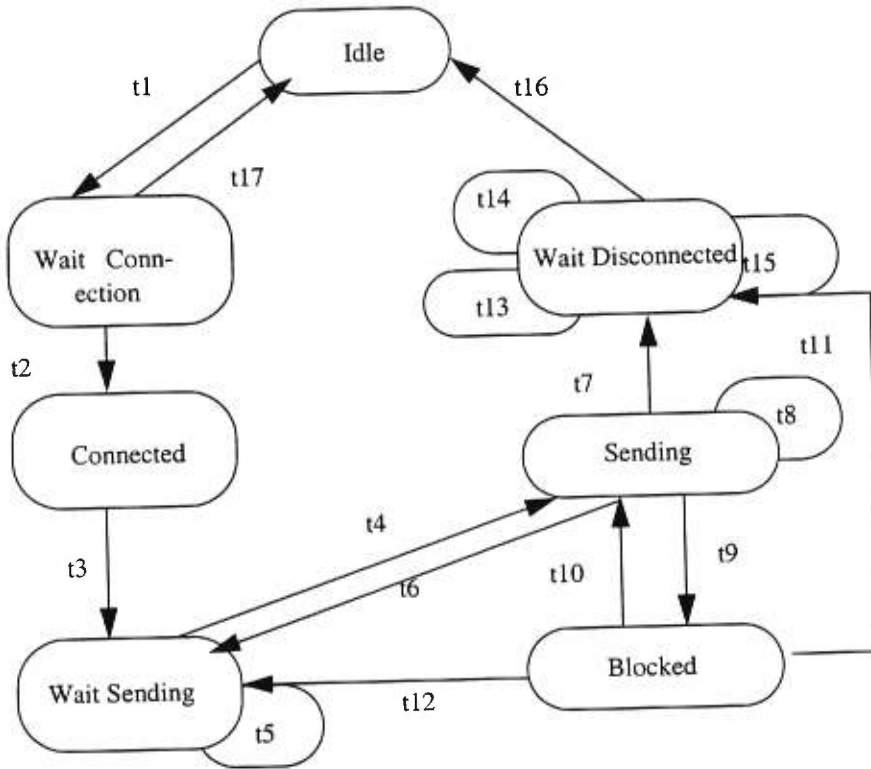 Idle
t1
t16
t17
t14
Wait Conn-
ection
Wait Disconnected
t15
t13
t2
t11
t7
t8
Connected
Sending
t4
t3
t9
t6
t10
Blocked
Wait Sending
t12
t5